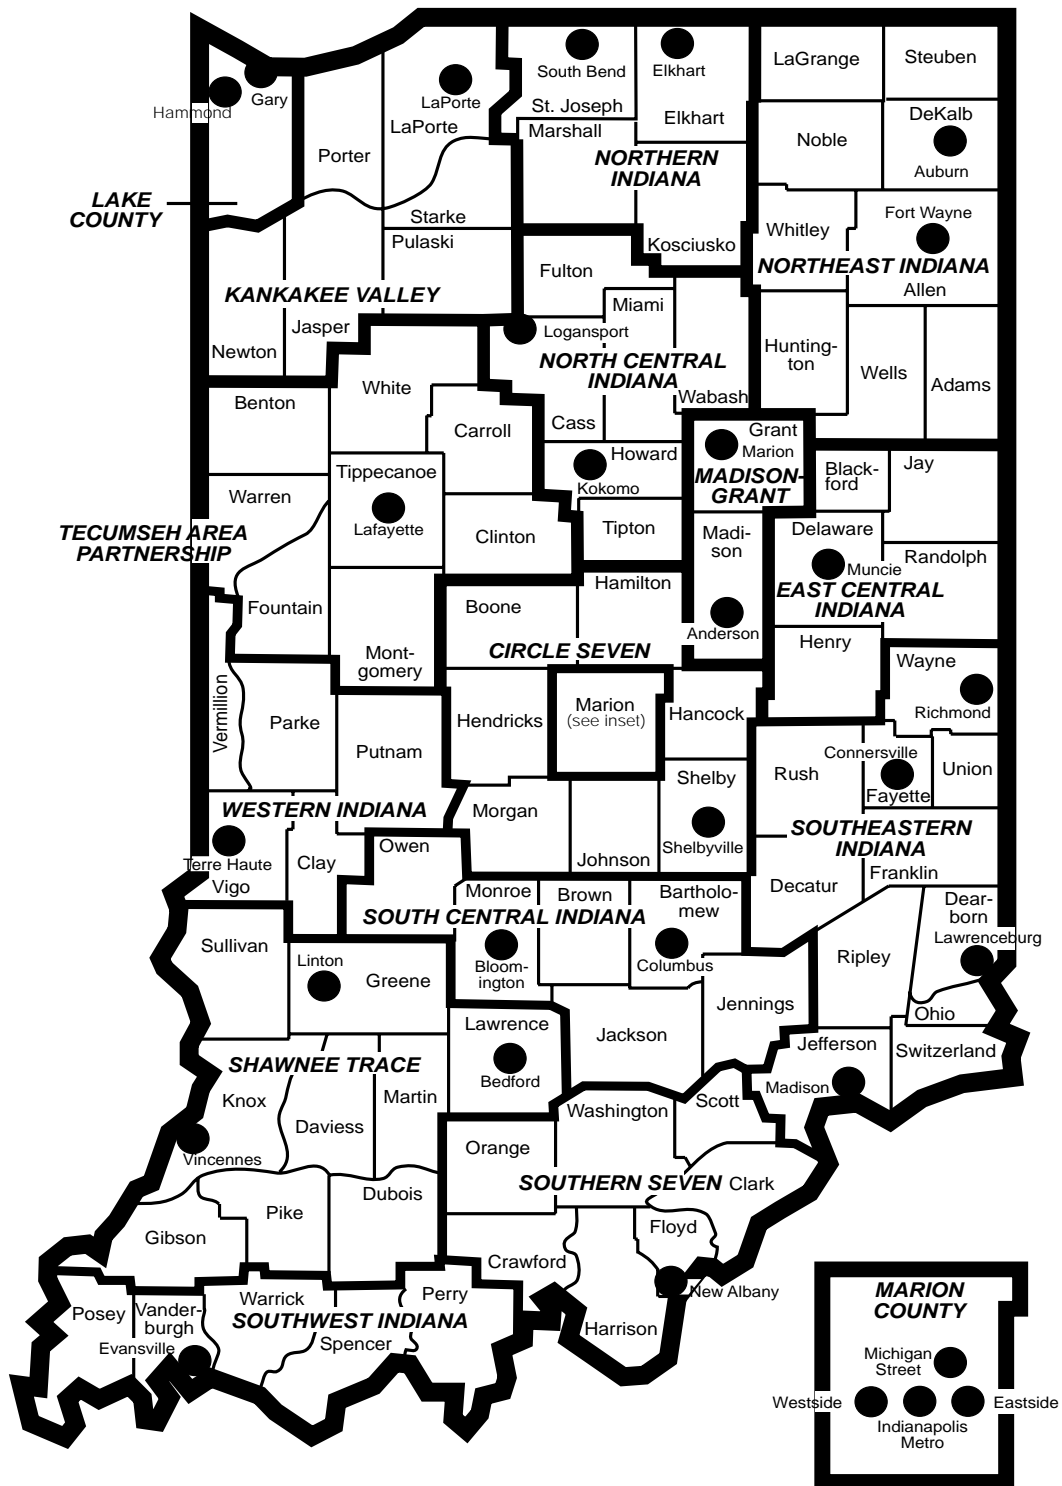 South Bend
Elkhart
LaGrange
Steuben
Hammond
Gary
LaPorte
LaPorte
St. Joseph
Marshall
Elkhart
DeKalb
Auburn
Noble
Porter
NORTHERN
INDIANA
LAKE
COUNTY
Starke
Pulaski
Kosciusko
Whitley
Fort Wayne
NORTHEAST INDIANA
Allen
Fulton
KANKAKEE VALLEY
Miami
Jasper
Newton
Logansport
NORTH CENTRAL
INDIANA
Hunting-
ton
Wells
Adams
White
Wabash
Benton
Carroll
Cass
Grant
Marion
MADISON-
GRANT
Howard
Kokomo
Black-
ford
Jay
Tippecanoe
Lafayette
Warren
TECUMSEH AREA
PARTNERSHIP
Clinton
Tipton
Madi-
son
Delaware
Muncie
Randolph
EAST CENTRAL
INDIANA
Hamilton
Boone
Fountain
Anderson
Henry
CIRCLE SEVEN
Mont-
gomery
Wayne
Richmond
Vermillion
Parke
Putnam
Hendricks
Marion
(see inset)
Hancock
Connersville
Fayette
Rush
Union
Shelby
Shelbyville
WESTERN INDIANA
Morgan
Johnson
SOUTHEASTERN
INDIANA
Owen
Clay
Terre Haute
Vigo
Franklin
Decatur
Monroe
Brown
Bartholo-
mew
SOUTH CENTRAL INDIANA
Dear-
born
Lawrenceburg
Sullivan
Linton
Greene
Bloom-
ington
Columbus
Ripley
Jennings
Ohio
Lawrence
Bedford
Jackson
Jefferson
Switzerland
SHAWNEE TRACE
Madison
Knox
Martin
Daviess
Washington
Scott
Vincennes
Orange
SOUTHERN SEVEN
Clark
Dubois
Pike
Floyd
Gibson
Crawford
New Albany
Harrison
Posey
Vander-
burgh
Evansville
Warrick
Perry
SOUTHWEST INDIANA
Spencer
MARION
COUNTY
Michigan
Street
Westside
Eastside
Indianapolis
Metro